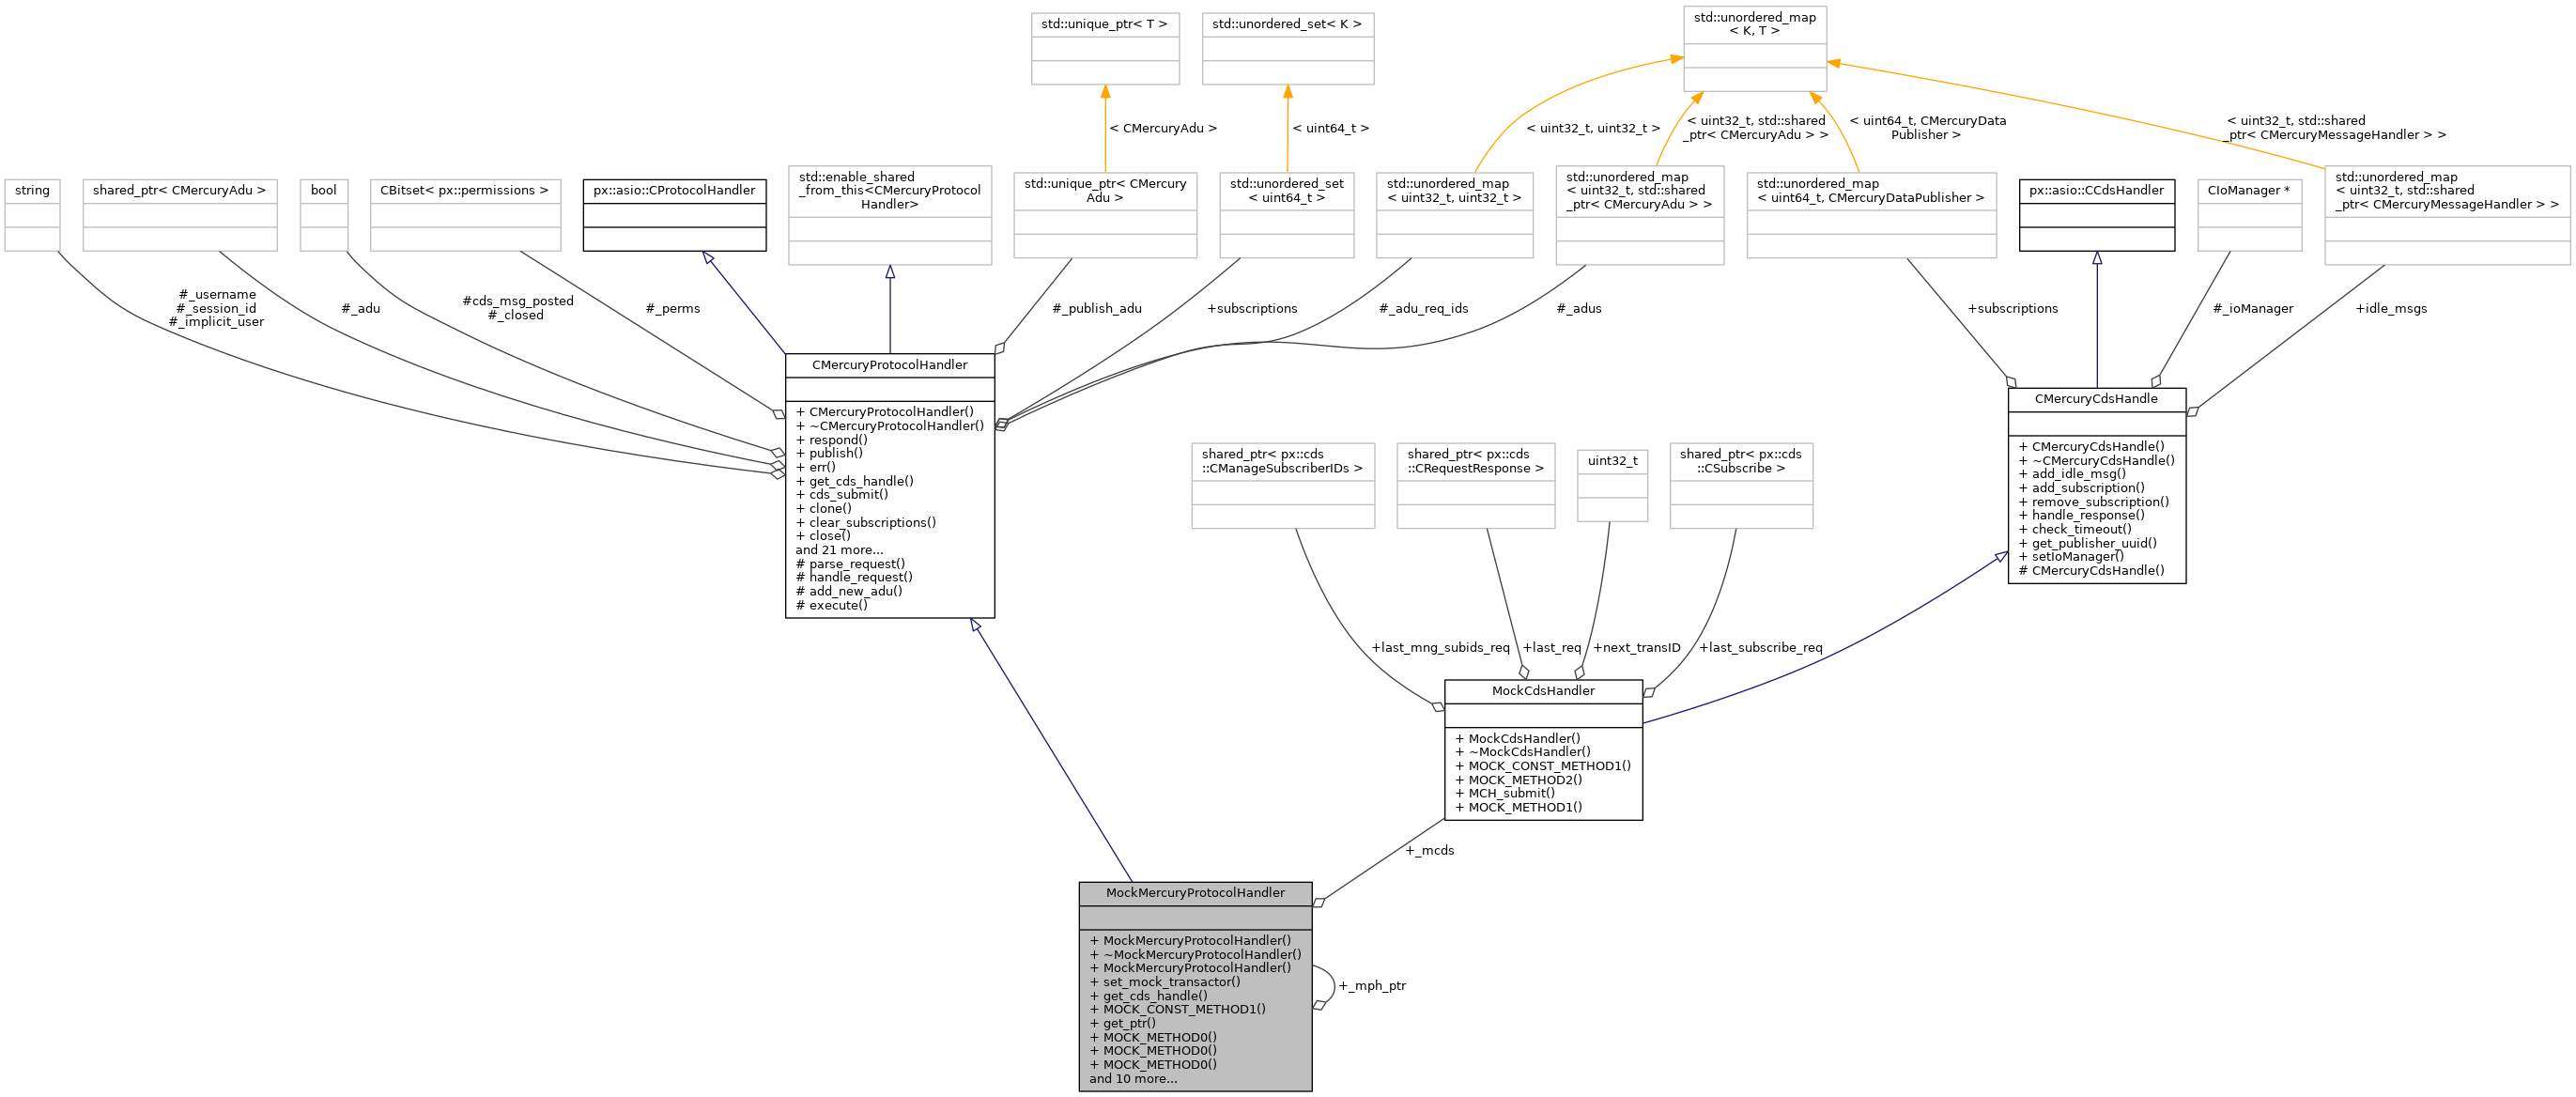 std::unique_ptr< T >
std::unordered_set< K >
std::unordered_map
< K, T >
< CMercuryAdu >
< uint64_t >
< uint32_t, uint32_t >
< uint32_t, std::shared
_ptr< CMercuryAdu > >
< uint64_t, CMercuryData
Publisher >
< uint32_t, std::shared
_ptr< CMercuryMessageHandler > >
string
shared_ptr< CMercuryAdu >
bool
CBitset< px::permissions >
px::asio::CProtocolHandler
std::enable_shared
_from_this<CMercuryProtocol
Handler>
std::unique_ptr< CMercury
Adu >
std::unordered_set
< uint64_t >
std::unordered_map
< uint32_t, uint32_t >
std::unordered_map
< uint32_t, std::shared
_ptr< CMercuryAdu > >
std::unordered_map
< uint64_t, CMercuryDataPublisher >
px::asio::CCdsHandler
CIoManager *
std::unordered_map
< uint32_t, std::shared
_ptr< CMercuryMessageHandler > >
#_username
#_session_id
#_implicit_user
#_adu
#cds_msg_posted
#_closed
#_perms
#_publish_adu
+subscriptions
#_adu_req_ids
#_adus
+subscriptions
#_ioManager
+idle_msgs
CMercuryProtocolHandler
+ CMercuryProtocolHandler()
+ ~CMercuryProtocolHandler()
+ respond()
+ publish()
+ err()
+ get_cds_handle()
+ cds_submit()
+ clone()
+ clear_subscriptions()
+ close()
and 21 more...
# parse_request()
# handle_request()
# add_new_adu()
# execute()
CMercuryCdsHandle
+ CMercuryCdsHandle()
+ ~CMercuryCdsHandle()
+ add_idle_msg()
+ add_subscription()
+ remove_subscription()
+ handle_response()
+ check_timeout()
+ get_publisher_uuid()
+ setIoManager()
# CMercuryCdsHandle()
shared_ptr< px::cds
::CManageSubscriberIDs >
shared_ptr< px::cds
::CRequestResponse >
uint32_t
shared_ptr< px::cds
::CSubscribe >
+last_mng_subids_req
+last_req
+next_transID
+last_subscribe_req
MockCdsHandler
+ MockCdsHandler()
+ ~MockCdsHandler()
+ MOCK_CONST_METHOD1()
+ MOCK_METHOD2()
+ MCH_submit()
+ MOCK_METHOD1()
+_mcds
MockMercuryProtocolHandler
+ MockMercuryProtocolHandler()
+ ~MockMercuryProtocolHandler()
+ MockMercuryProtocolHandler()
+ set_mock_transactor()
+ get_cds_handle()
+ MOCK_CONST_METHOD1()
+ get_ptr()
+ MOCK_METHOD0()
+ MOCK_METHOD0()
+ MOCK_METHOD0()
and 10 more...
+_mph_ptr